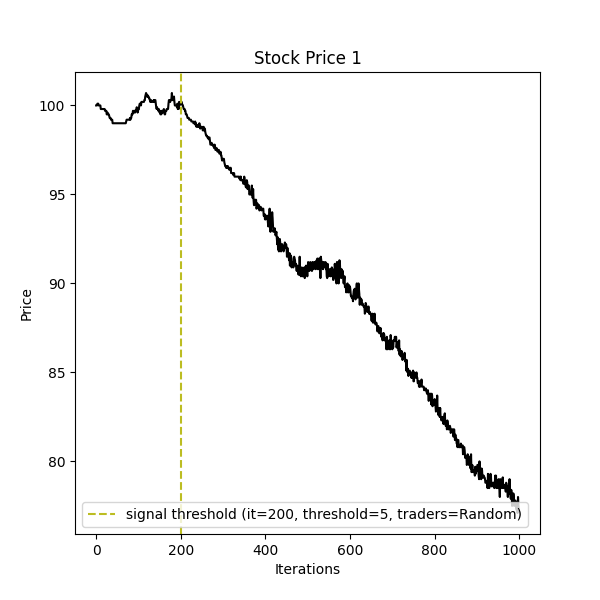 Stock Price 1
100
95
90
85
80
Price
signal threshold (it=200, threshold=5, traders=Random)
0 200 400 600 800 1000
Iterations